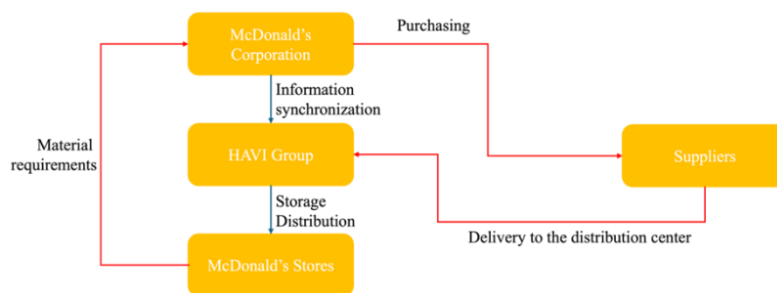 McDonald's
Corporation
Purchasing
Information
synchronization
Material
requirements
HAVI Group
Suppliers
Storage
Distribution
Delivery to the distribution center
McDonald's Stores